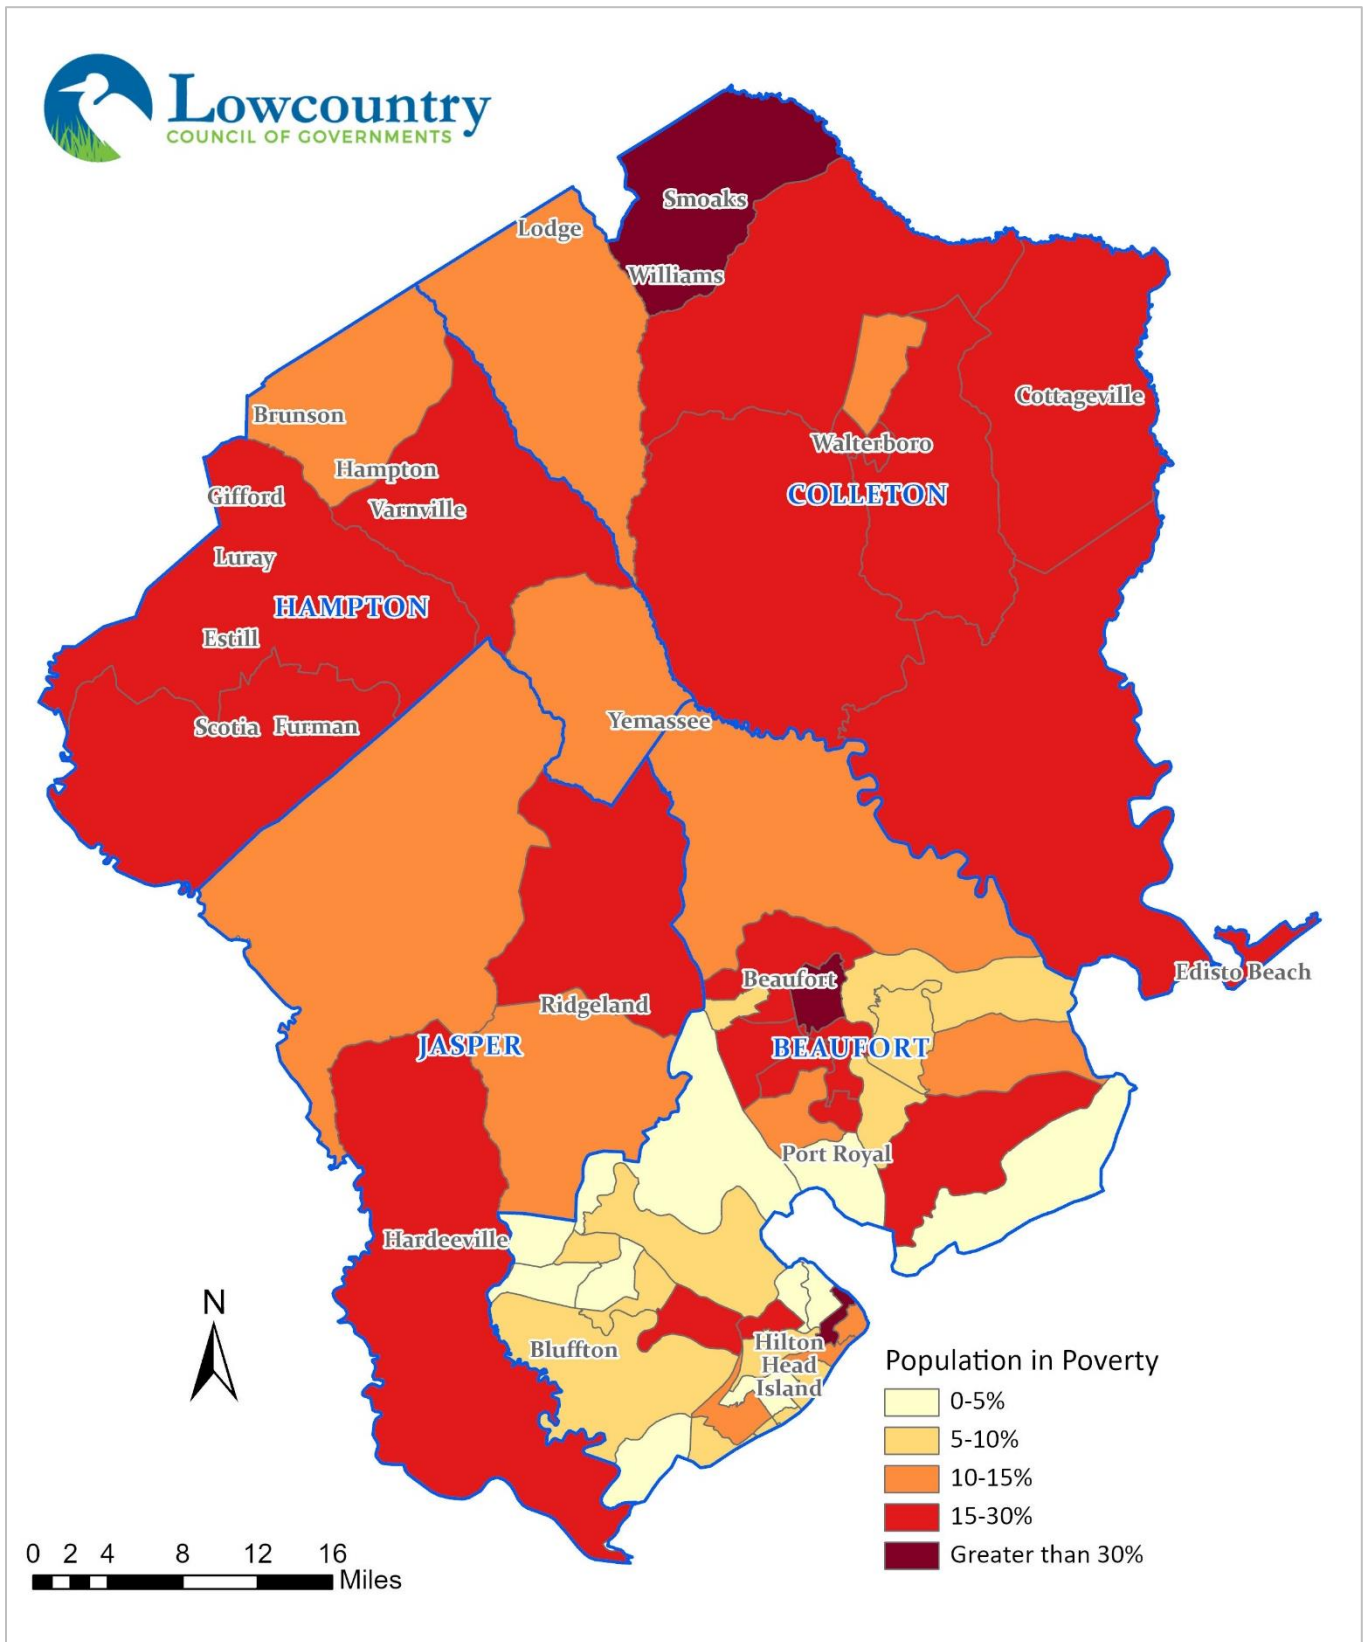 Lowcountry
COUNCIL OF GOVERNMENTS
Smoaks
Lodge
Williams
Cottageville
Brunson
Walterboro
Hampton
COLLETON
Gifford
Varnville
Luray
HAMPTON
Estill
Yemassee
Scotia
Furman
Edisto Beach
Beaufort
Ridgeland
JASPER
BEAUFORT
Port Royal
Hardeeville
N
Bluffton
Hilton
Head
Island
Population in Poverty
0-5%
5-10%
10-15%
15-30%
Greater than 30%
0 2 4 8 12 16
Miles